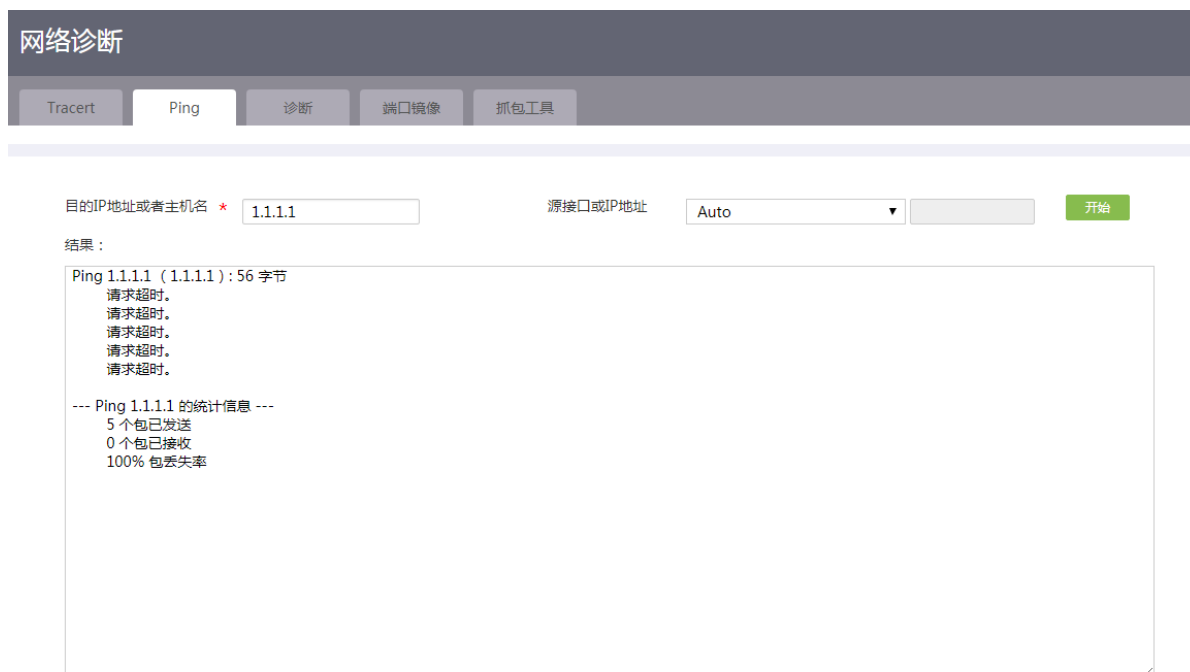 网络诊断
Tracert Ping 诊断 端口镜像 抓包工具
目的IP地址或者主机名 * 1.1.1.1 源接口或IP地址 Auto 开始
结果：
Ping 1.1.1.1（1.1.1.1）: 56 字节
请求超时。
请求超时。
请求超时。
请求超时。
请求超时。
--- Ping 1.1.1.1 的统计信息 ---
5 个包已发送
0 个包已接收
100% 包丢失率